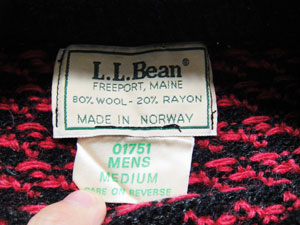 L.L.Bean®
FREEPORT, MAINE
80% WOOL - 20% RAYON
MADE IN NORWAY
01751
MENS
MEDIUM
CARE ON REVERSE